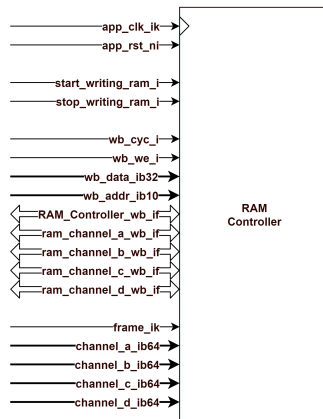 app_clk_ik
app_rst_ni
start_writing_ram_i
stop_writing_ram_i
wb_cyc_i
wb_we_i
wb_data_ib32
wb_addr_ib10
RAM_Controller_wb_if
ram_channel_a_wb_if
ram_channel_b_wb_if
ram_channel_c_wb_if
ram_channel_d_wb_if
RAM
Controller
frame_ik
channel_a_ib64
channel_b_ib64
channel_c_ib64
channel_d_ib64